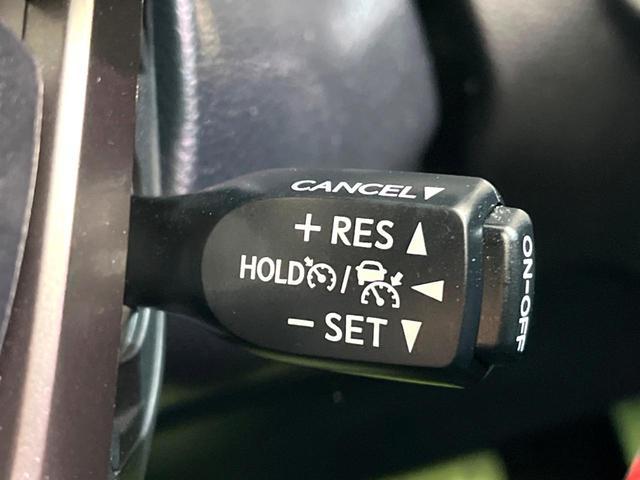 CANCEL▼
+ RES ▲
HOLD / ◀
− SET ▼
ON-OFF